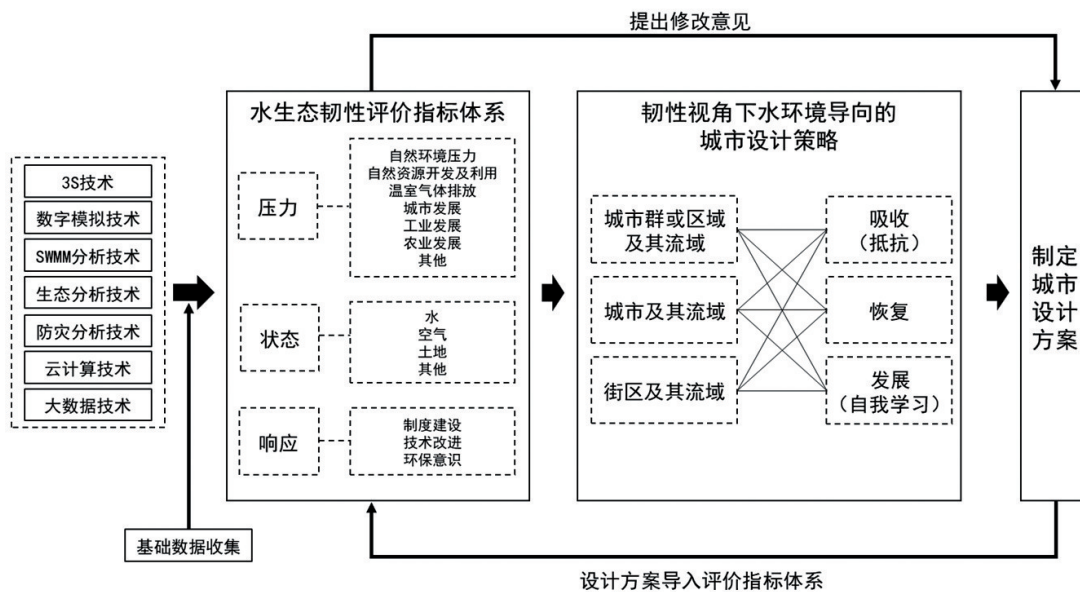 提出修改意见
3S技术
数字模拟技术
SWMM分析技术
生态分析技术
防灾分析技术
云计算技术
大数据技术
基础数据收集
水生态韧性评价指标体系
压力
自然环境压力
自然资源开发及利用
温室气体排放
城市发展
工业发展
农业发展
其他
状态
水
空气
土地
其他
响应
制度建设
技术改进
环保意识
韧性视角下水环境导向的
城市设计策略
城市群或区域
及其流域
城市及其流域
街区及其流域
吸收
（抵抗）
恢复
发展
（自我学习）
制定
城市
设计
方案
设计方案导入评价指标体系